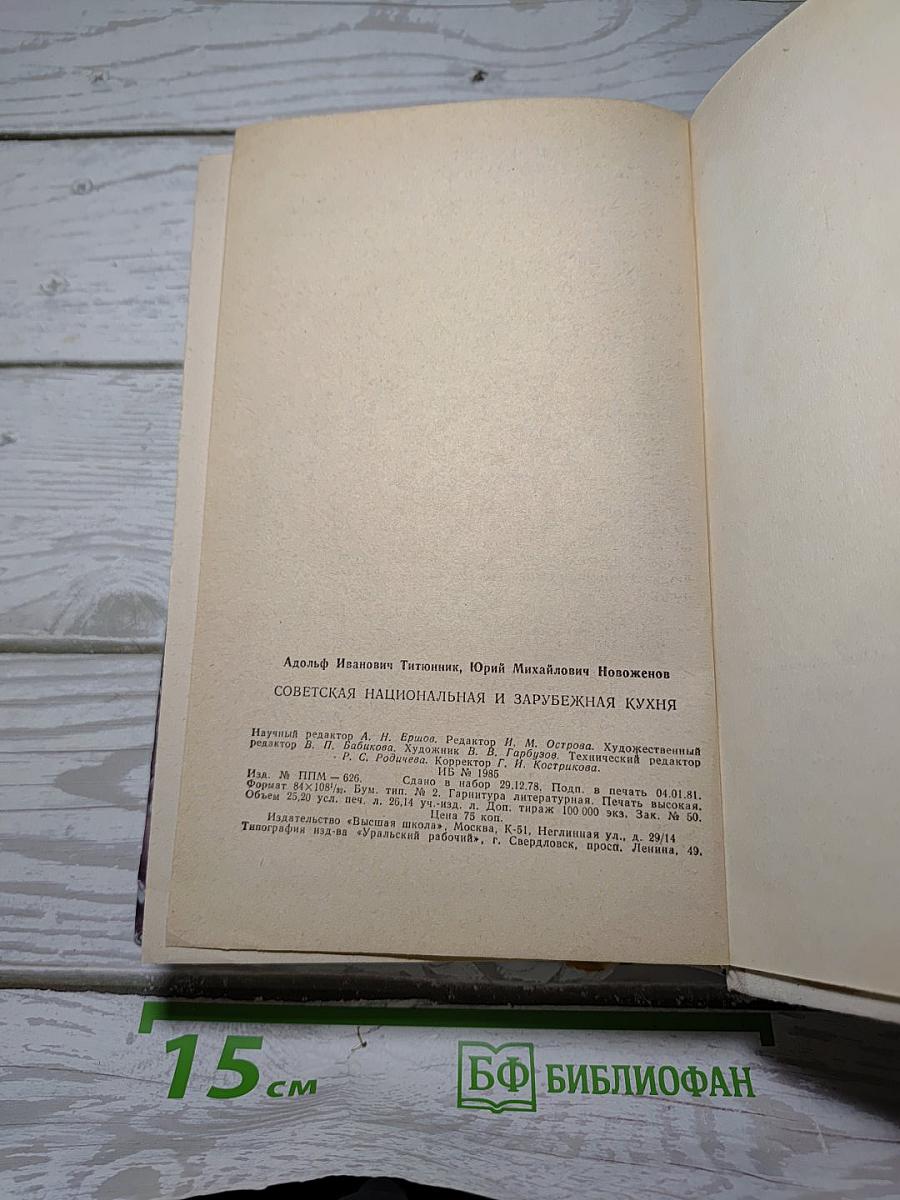 Адольф Иванович Титюнник, Юрий Михайлович Новоженов
СОВЕТСКАЯ НАЦИОНАЛЬНАЯ И ЗАРУБЕЖНАЯ КУХНЯ
Научный редактор А. Н. Ершов. Редактор И. М. Острова. Художественный
редактор В. П. Бабикова. Художник В. В. Гарбузов. Технический редактор
Р. С. Родичева. Корректор Г. И. Кострикова.
ИБ № 1985
Изд. № ППМ — 626. Сдано в набор 29.12.78. Подп. в печать 04.01.81.
Формат 84×108¹/₃₂. Бум. тип. № 2. Гарнитура литературная. Печать высокая.
Объем 25,20 усл. печ. л. 26,14 уч.-изд. л. Доп. тираж 100 000 экз. Зак. № 50.
Цена 75 коп.
Издательство «Высшая школа», Москва, К-51, Неглинная ул., д. 29/14
Типография изд-ва «Уральский рабочий», г. Свердловск, просп. Ленина, 49.
15 см
БФ БИБЛИОФАН